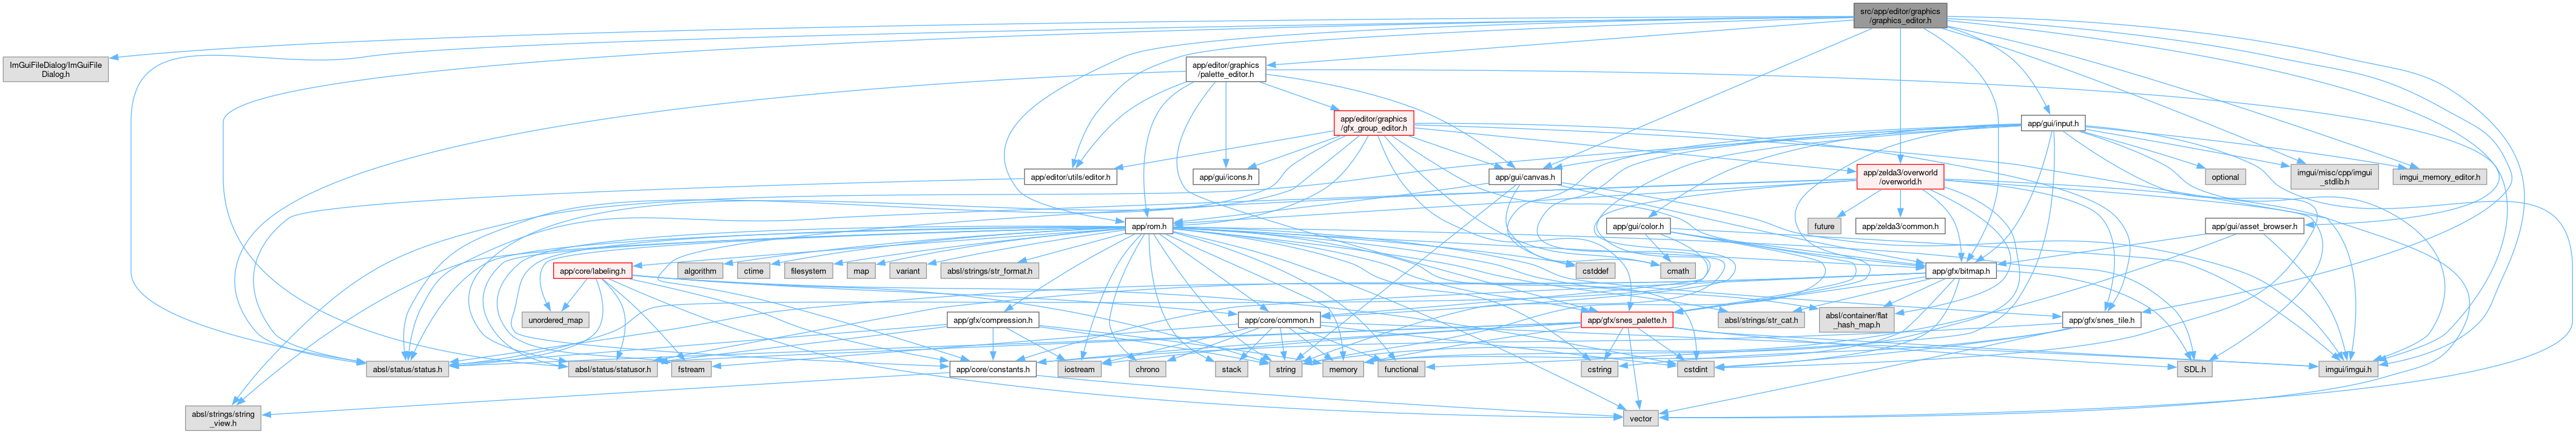 src/app/editor/graphics
/graphics_editor.h
ImGuiFileDialog/ImGuiFile
Dialog.h
app/editor/graphics
/palette_editor.h
app/editor/graphics
/gfx_group_editor.h
app/gui/input.h
app/editor/utils/editor.h
app/gui/icons.h
app/gui/canvas.h
app/zelda3/overworld
/overworld.h
optional
imgui/misc/cpp/imgui
_stdlib.h
imgui_memory_editor.h
app/rom.h
app/gui/color.h
future
app/zelda3/common.h
app/gui/asset_browser.h
app/core/labeling.h
algorithm
ctime
filesystem
map
variant
absl/strings/str_format.h
cstddef
cmath
app/gfx/bitmap.h
unordered_map
app/gfx/compression.h
app/core/common.h
app/gfx/snes_palette.h
absl/strings/str_cat.h
absl/container/flat
_hash_map.h
app/gfx/snes_tile.h
absl/status/status.h
absl/status/statusor.h
fstream
app/core/constants.h
iostream
chrono
stack
string
memory
functional
cstring
cstdint
SDL.h
imgui/imgui.h
absl/strings/string
_view.h
vector